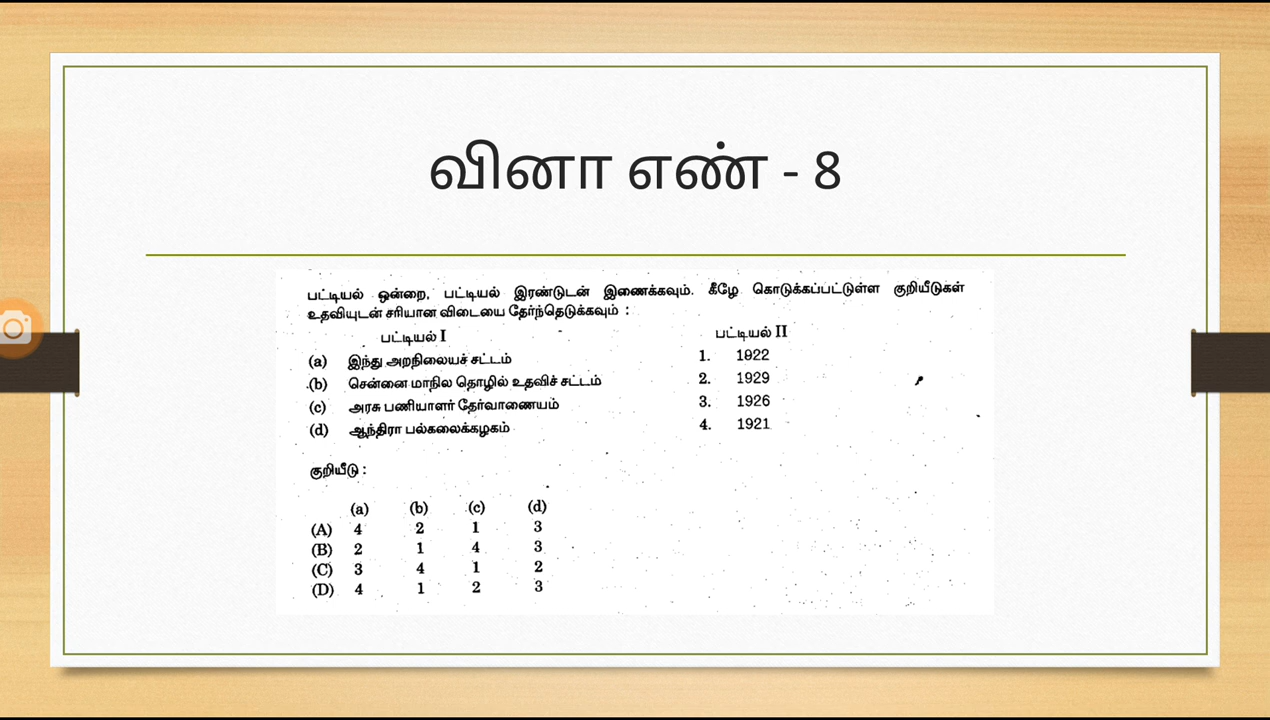 வினா எண் - 8
பட்டியல் ஒன்றை, பட்டியல் இரண்டுடன் இணைக்கவும். கீழே கொடுக்கப்பட்டுள்ள குறியீடுகள்
உதவியுடன் சரியான விடையை தேர்ந்தெடுக்கவும் :
பட்டியல் I பட்டியல் II
(a) இந்து அறநிலையச் சட்டம் 1. 1922
(b) சென்னை மாநில தொழில் உதவிச் சட்டம் 2. 1929
(c) அரசு பணியாளர் தேர்வாணையம் 3. 1926
(d) ஆந்திரா பல்கலைக்கழகம் 4. 1921
குறியீடு :
(a) (b) (c) (d)
(A) 4 2 1 3
(B) 2 1 4 3
(C) 3 4 1 2
(D) 4 1 2 3